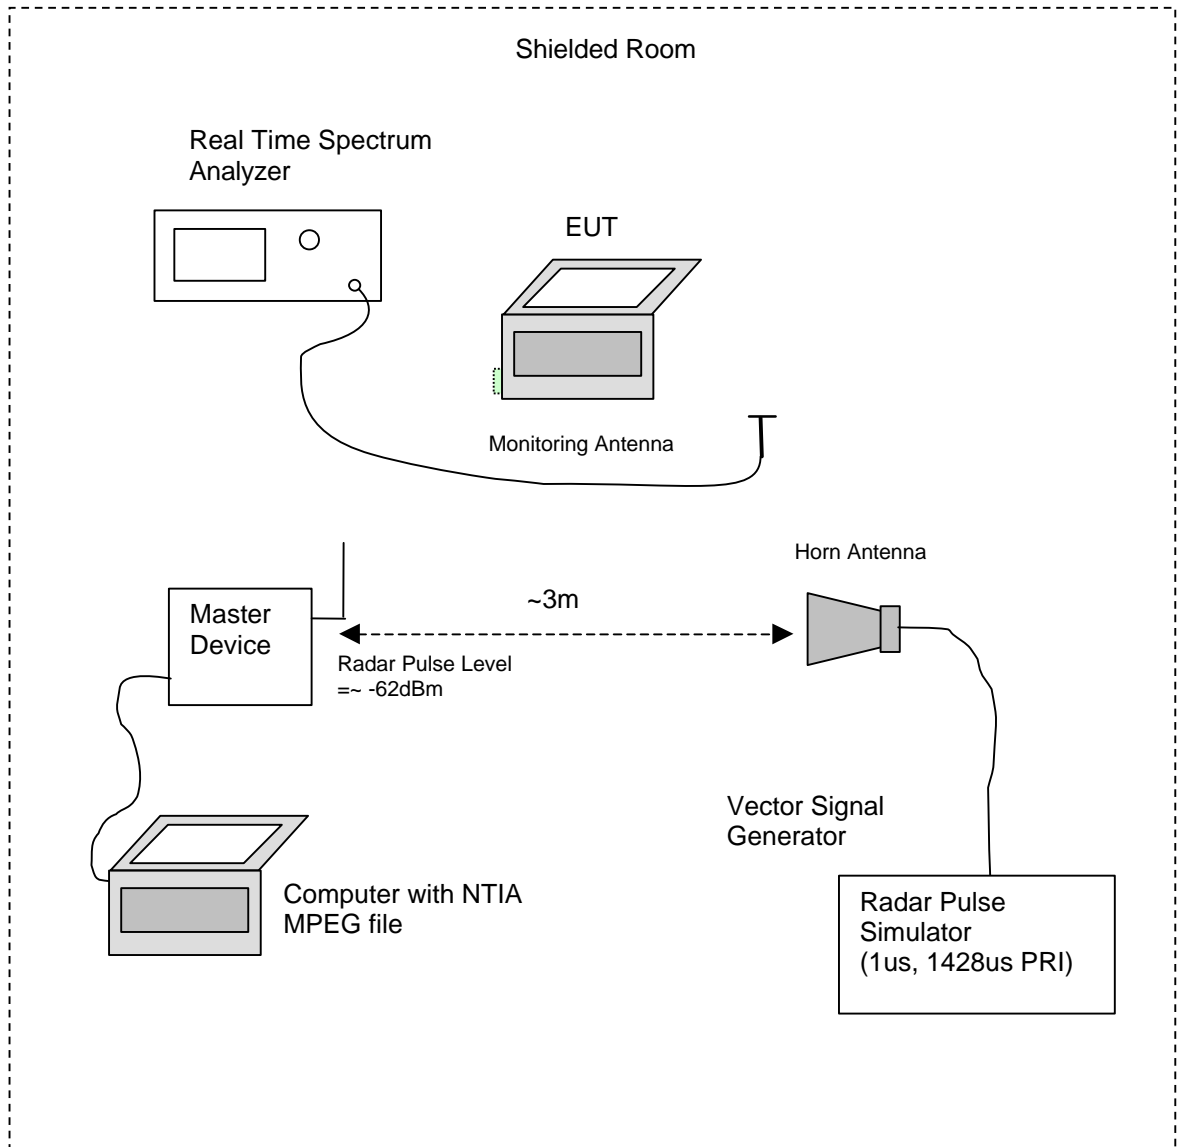 Shielded Room
Real Time Spectrum
Analyzer
EUT
Monitoring Antenna
Horn Antenna
~3m
Master
Device
Radar Pulse Level
=~ -62dBm
Vector Signal
Generator
Computer with NTIA
MPEG file
Radar Pulse
Simulator
(1us, 1428us PRI)